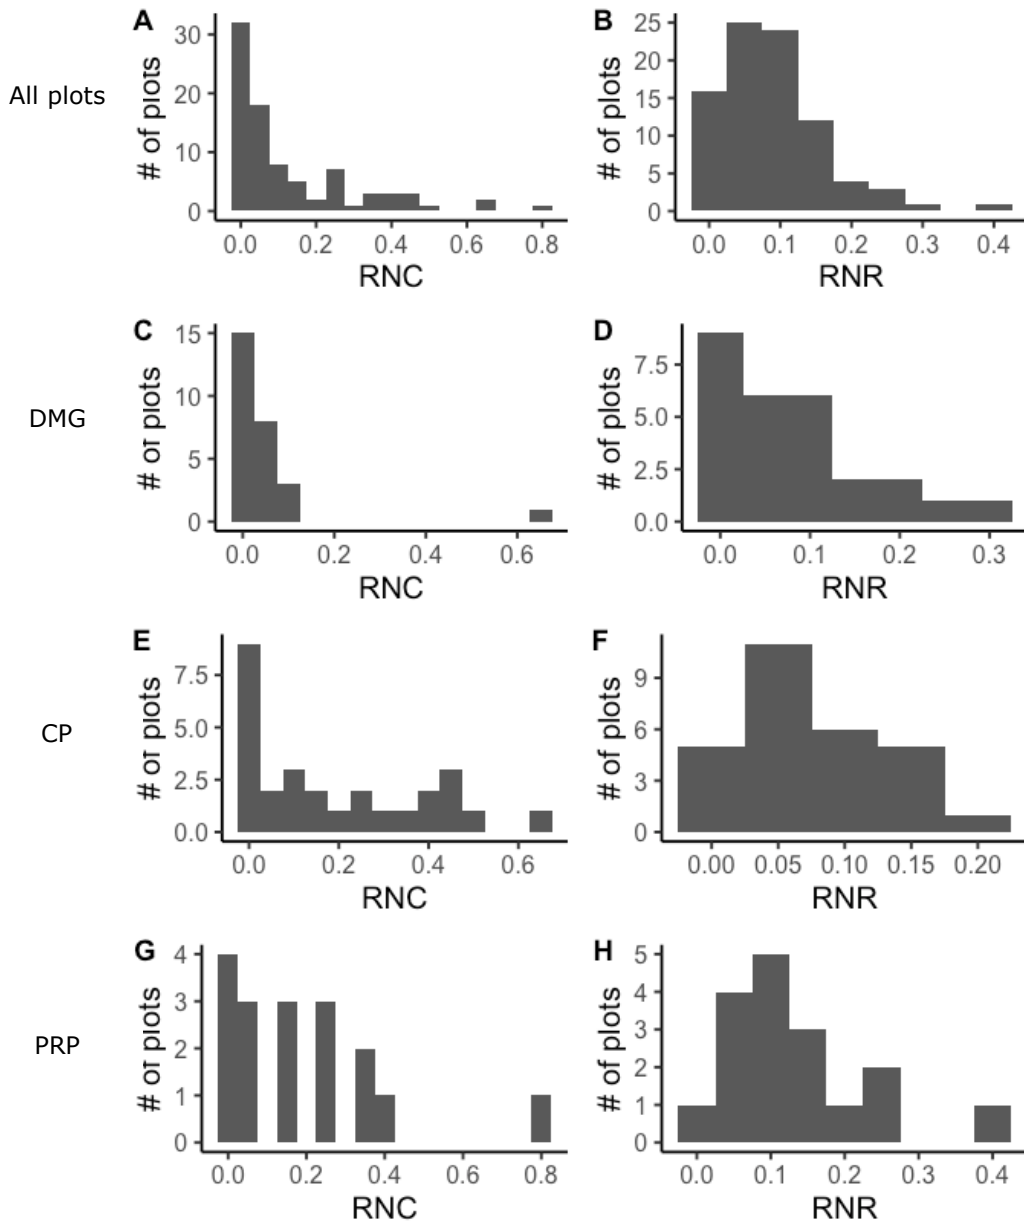 A
B
All plots
# of plots
30
20
10
0
0.0 0.2 0.4 0.6 0.8
RNC
# of plots
25
20
15
10
5
0
0.0 0.1 0.2 0.3 0.4
RNR
C
D
DMG
# of plots
15
10
5
0
0.0 0.2 0.4 0.6
RNC
# of plots
7.5
5.0
2.5
0.0
0.0 0.1 0.2 0.3
RNR
E
F
CP
# of plots
7.5
5.0
2.5
0.0
0.0 0.2 0.4 0.6
RNC
# of plots
9
6
3
0
0.00 0.05 0.10 0.15 0.20
RNR
G
H
PRP
# of plots
4
3
2
1
0
0.0 0.2 0.4 0.6 0.8
RNC
# of plots
5
4
3
2
1
0
0.0 0.1 0.2 0.3 0.4
RNR